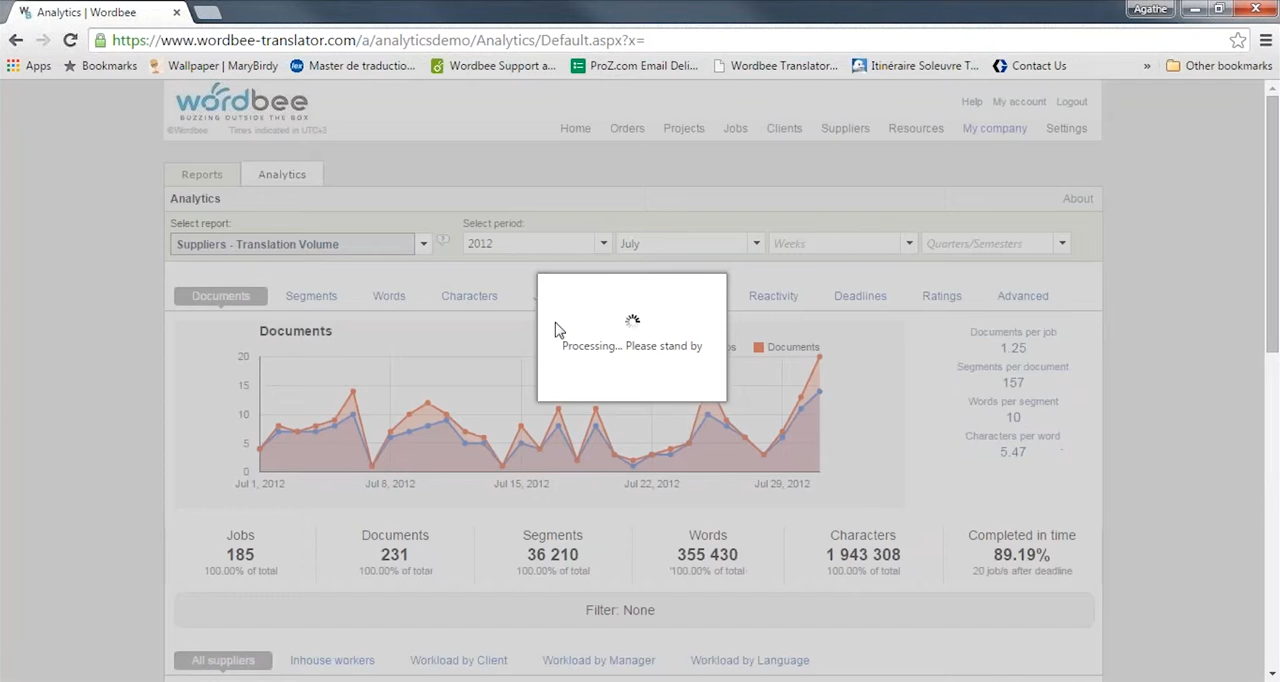 Analytics | Wordbee
Agathe
https://www.wordbee-translator.com/a/analyticsdemo/Analytics/Default.aspx?x=
Apps Bookmarks Wallpaper | MaryBirdy Master de traductio... Wordbee Support a... ProZ.com Email Deli... Wordbee Translator... Itinéraire Soleuvre T... Contact Us » Other bookmarks
wordbee
BUZZING OUTSIDE THE BOX
©Wordbee Times indicated in UTC+2
Help My account Logout
Home Orders Projects Jobs Clients Suppliers Resources My company Settings
Reports Analytics
Analytics About
Select report: Select period:
Suppliers - Translation Volume 2012 July Weeks Quarters/Semesters
Documents Segments Words Characters Reactivity Deadlines Ratings Advanced
Documents
Documents
Processing... Please stand by
Documents per job
1.25
Segments per document
157
Words per segment
10
Characters per word
5.47
20
15
10
5
0
Jul 1, 2012 Jul 8, 2012 Jul 15, 2012 Jul 22, 2012 Jul 29, 2012
Jobs Documents Segments Words Characters Completed in time
185 231 36 210 355 430 1 943 308 89.19%
100.00% of total 100.00% of total 100.00% of total 100.00% of total 100.00% of total 20 job/s after deadline
Filter: None
All suppliers Inhouse workers Workload by Client Workload by Manager Workload by Language